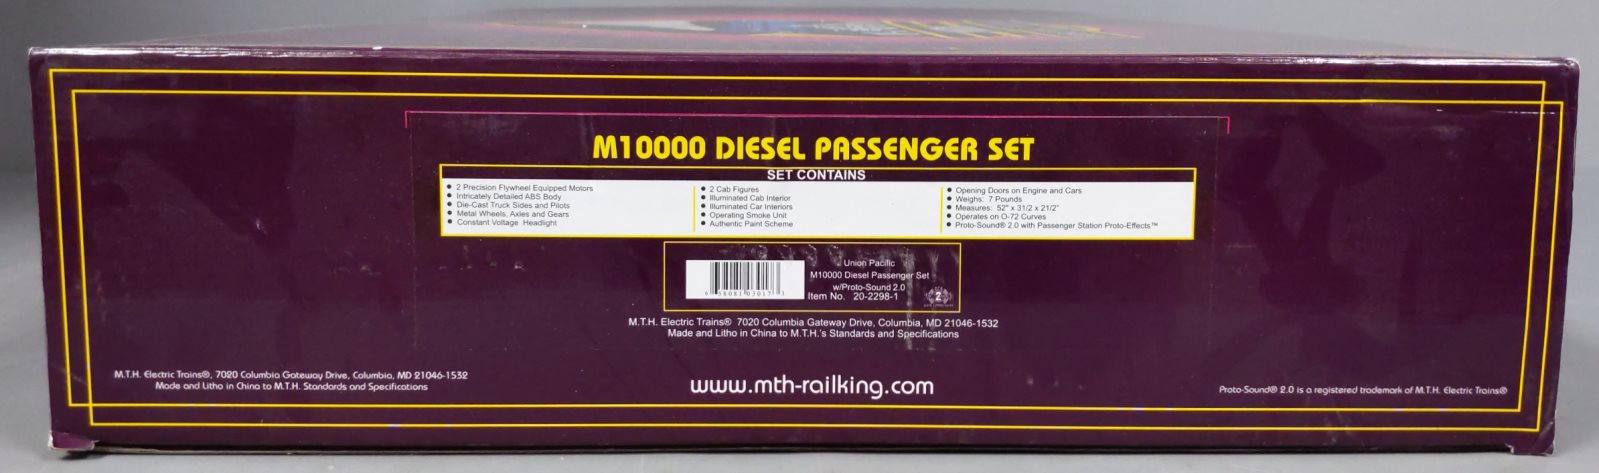 M10000 DIESEL PASSENGER SET
SET CONTAINS
• 2 Precision Flywheel Equipped Motors
• Intricately Detailed ABS Body
• Die-Cast Truck Sides and Pilots
• Metal Wheels, Axles and Gears
• Constant Voltage Headlight
• 2 Cab Figures
• Illuminated Cab Interior
• Illuminated Car Interiors
• Operating Smoke Unit
• Authentic Paint Scheme
• Opening Doors on Engine and Cars
• Weighs: 7 Pounds
• Measures: 52" x 31/2 x 21/2"
• Operates on O-72 Curves
• Proto-Sound® 2.0 with Passenger Station Proto-Effects™
Union Pacific
M10000 Diesel Passenger Set
w/Proto-Sound 2.0
Item No. 20-2298-1
6 58081 03017 1
2
M.T.H. Electric Trains® 7020 Columbia Gateway Drive, Columbia, MD 21046-1532
Made and Litho in China to M.T.H.'s Standards and Specifications
M.T.H. Electric Trains®, 7020 Columbia Gateway Drive, Columbia, MD 21046-1532
Made and Litho in China to M.T.H. Standards and Specifications
www.mth-railking.com
Proto-Sound® 2.0 is a registered trademark of M.T.H. Electric Trains®